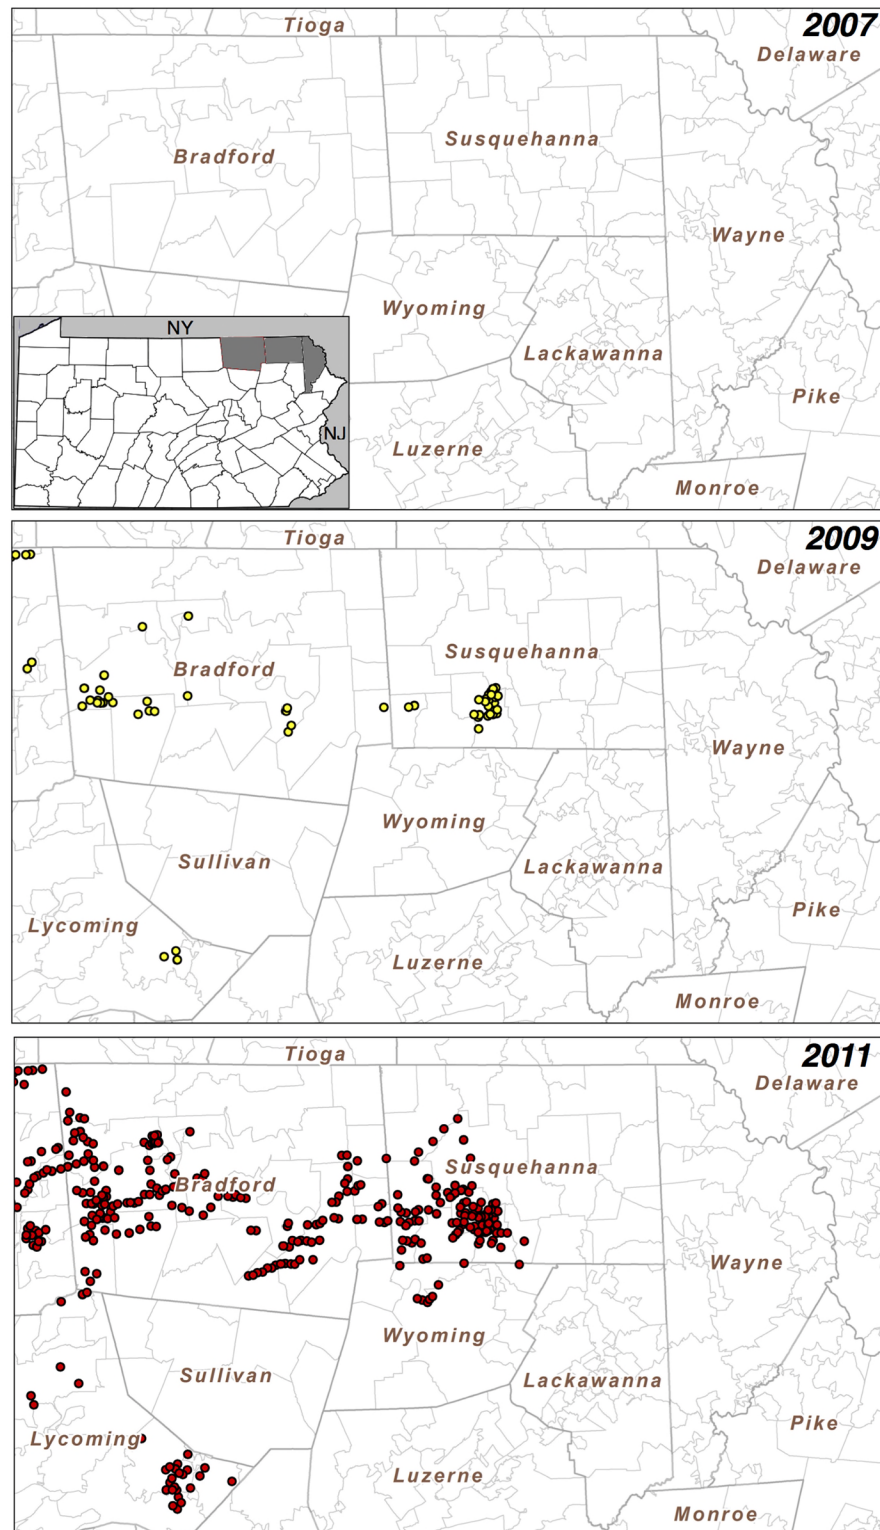 Tioga
2007
Delaware
Susquehanna
Bradford
Wayne
Wyoming
NY
Lackawanna
Pike
NJ
Luzerne
Monroe
Tioga
2009
Delaware
Susquehanna
Bradford
Wayne
Wyoming
Sullivan
Lackawanna
Pike
Lycoming
Luzerne
Monroe
Tioga
2011
Delaware
Susquehanna
Bradford
Wayne
Wyoming
Sullivan
Lackawanna
Pike
Lycoming
Luzerne
Monroe